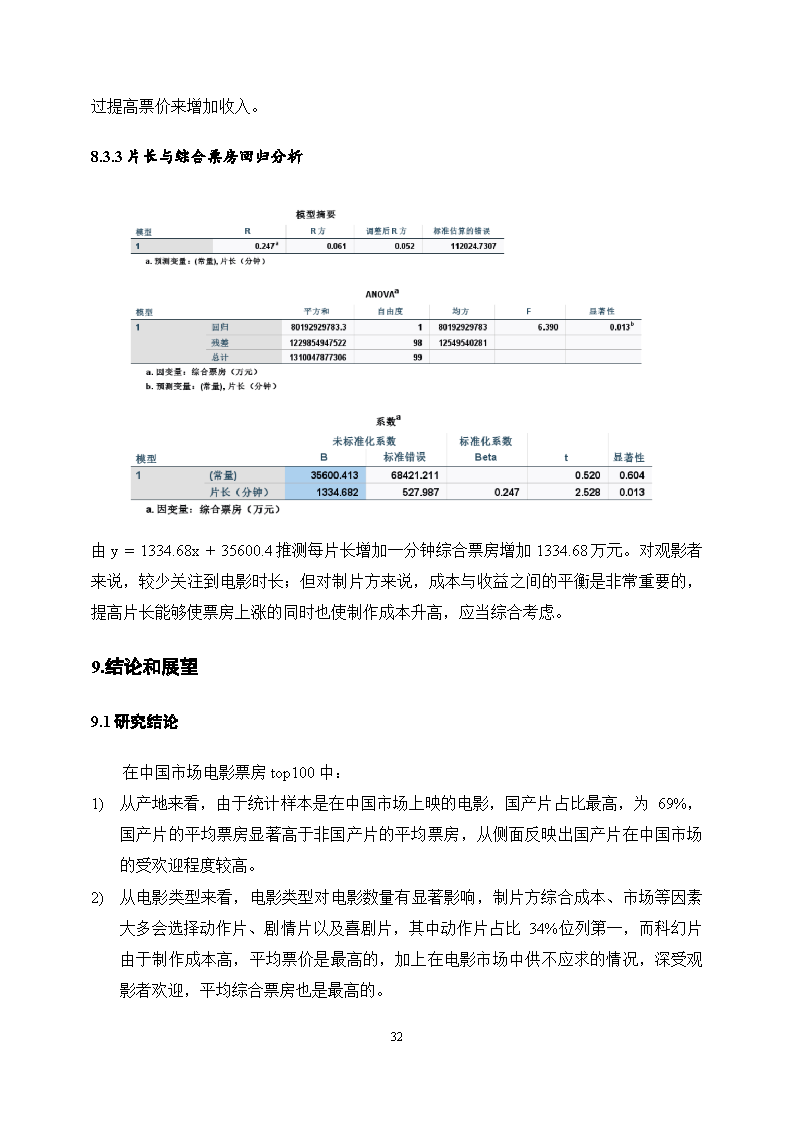 过提高票价来增加收入。
8.3.3 片长与综合票房回归分析
模型摘要
模型 R R 方 调整后 R 方 标准估算的错误
1 0.247a 0.061 0.052 112024.7307
a. 预测变量：(常量), 片长（分钟）
ANOVAa
模型 平方和 自由度 均方 F 显著性
1 回归 80192929783.3 1 80192929783 6.390 0.013b
残差 1229854947522 98 12549540281
总计 1310047877306 99
a. 因变量：综合票房（万元）
b. 预测变量：(常量), 片长（分钟）
系数a
未标准化系数 标准化系数
模型 B 标准错误 Beta t 显著性
1 (常量) 35600.413 68421.211 0.520 0.604
片长（分钟） 1334.682 527.987 0.247 2.528 0.013
a. 因变量：综合票房（万元）
由 y = 1334.68x + 35600.4 推测每片长增加一分钟综合票房增加 1334.68 万元。对观影者
来说，较少关注到电影时长；但对制片方来说，成本与收益之间的平衡是非常重要的，
提高片长能够使票房上涨的同时也使制作成本升高，应当综合考虑。
9.结论和展望
9.1 研究结论
在中国市场电影票房 top100 中：
1) 从产地来看，由于统计样本是在中国市场上映的电影，国产片占比最高，为 69%，
国产片的平均票房显著高于非国产片的平均票房，从侧面反映出国产片在中国市场
的受欢迎程度较高。
2) 从电影类型来看，电影类型对电影数量有显著影响，制片方综合成本、市场等因素
大多会选择动作片、剧情片以及喜剧片，其中动作片占比 34%位列第一，而科幻片
由于制作成本高，平均票价是最高的，加上在电影市场中供不应求的情况，深受观
影者欢迎，平均综合票房也是最高的。
32